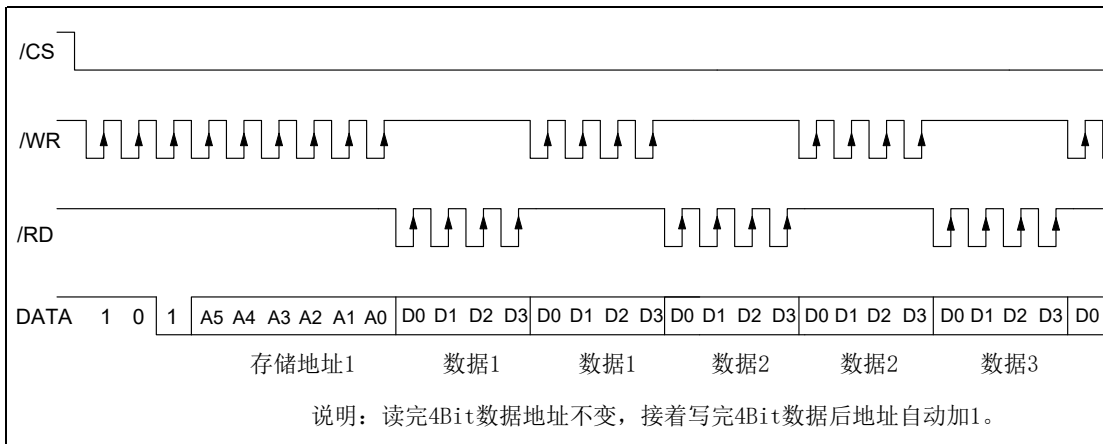 /CS
/WR
/RD
DATA 1 0 1 A5 A4 A3 A2 A1 A0 D0 D1 D2 D3 D0 D1 D2 D3 D0 D1 D2 D3 D0 D1 D2 D3 D0 D1 D2 D3 D0
存储地址1 数据1 数据1 数据2 数据2 数据3
说明：读完4Bit数据地址不变，接着写完4Bit数据后地址自动加1。